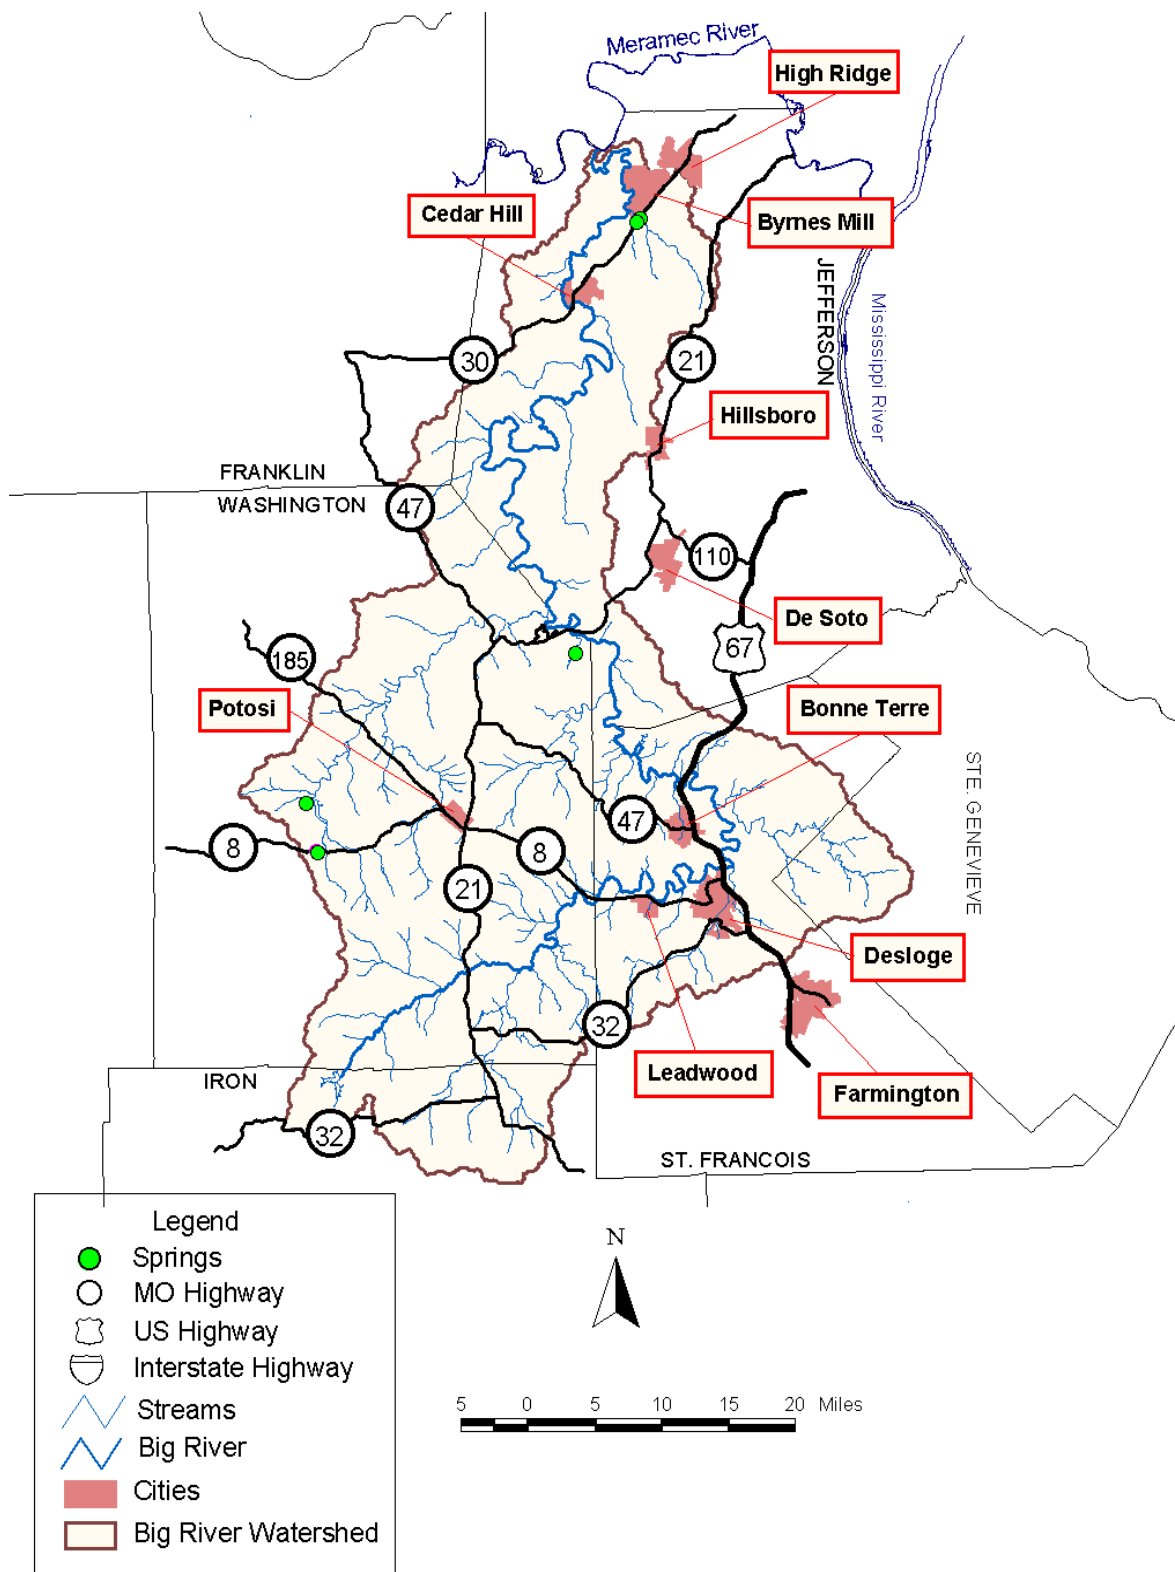 Meramec River
High Ridge
Cedar Hill
Byrnes Mill
JEFFERSON
Mississippi River
30
21
Hillsboro
FRANKLIN
WASHINGTON
47
110
De Soto
67
185
Potosi
Bonne Terre
STE. GENEVIEVE
47
8
8
21
Desloge
32
Leadwood
Farmington
IRON
32
ST. FRANCOIS
Legend
Springs
MO Highway
US Highway
Interstate Highway
Streams
Big River
Cities
Big River Watershed
N
5 0 5 10 15 20 Miles